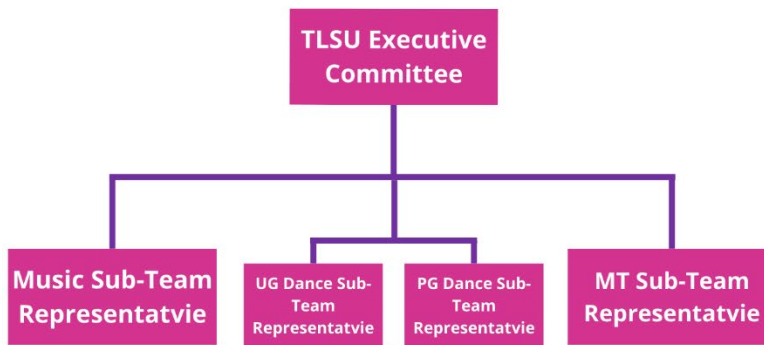 TLSU Executive
Committee
Music Sub-Team
Representatvie
UG Dance Sub-
Team
Representatvie
PG Dance Sub-
Team
Representatvie
MT Sub-Team
Representatvie